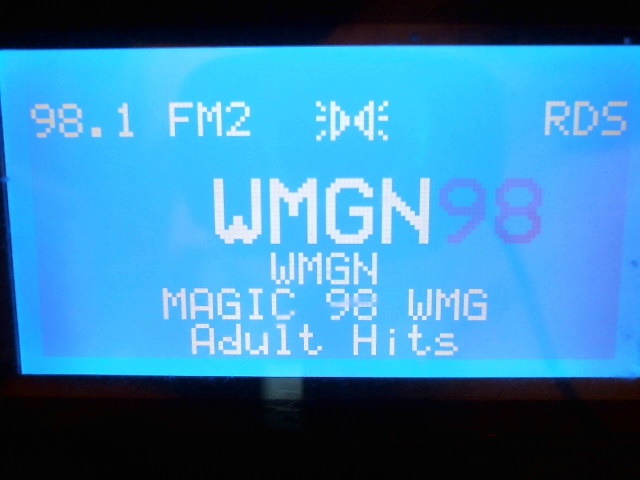 98.1 FM2 RDS
WMGN98
WMGN
MAGIC 98 WMG
Adult Hits